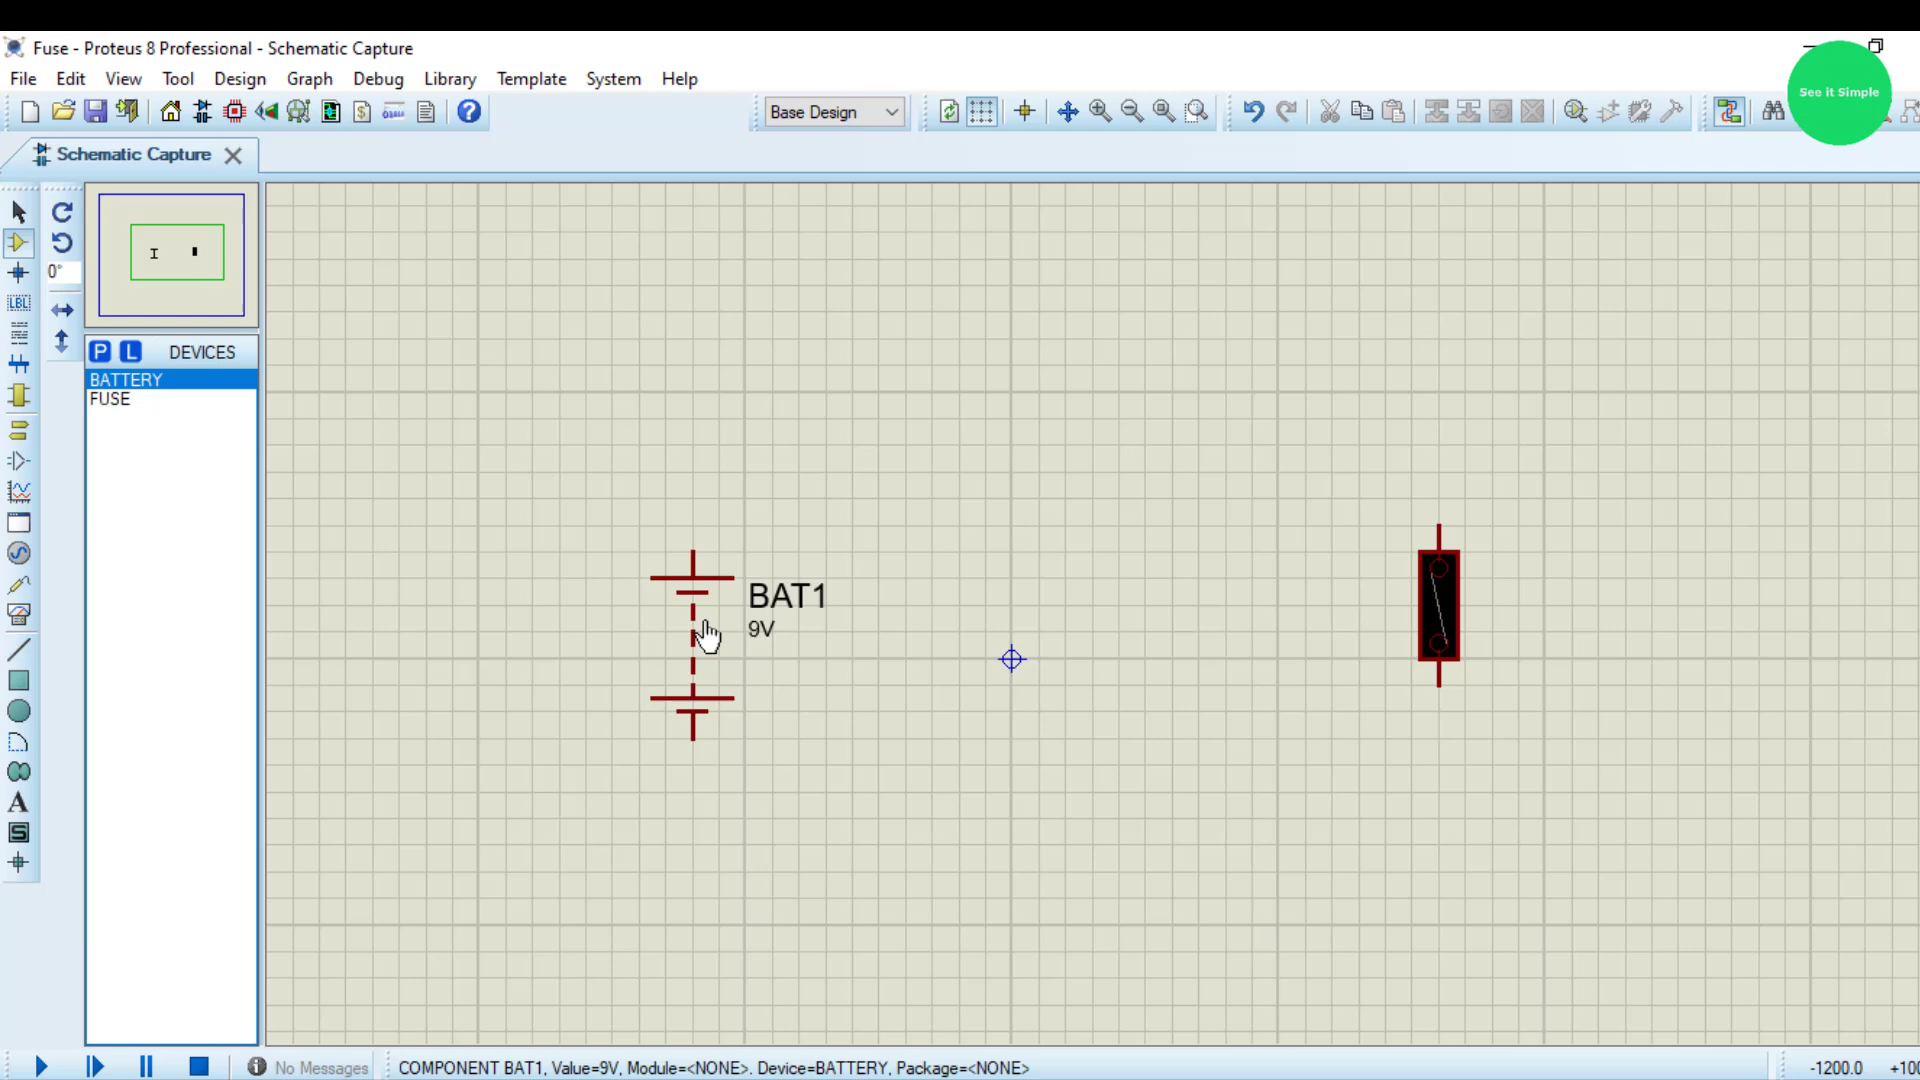 Fuse - Proteus 8 Professional - Schematic Capture
File Edit View Tool Design Graph Debug Library Template System Help
See it Simple
Base Design
Schematic Capture
0°
LBL
P L DEVICES
BATTERY
FUSE
BAT1
9V
A
S
No Messages
COMPONENT BAT1, Value=9V, Module=<NONE>. Device=BATTERY, Package=<NONE>
-1200.0